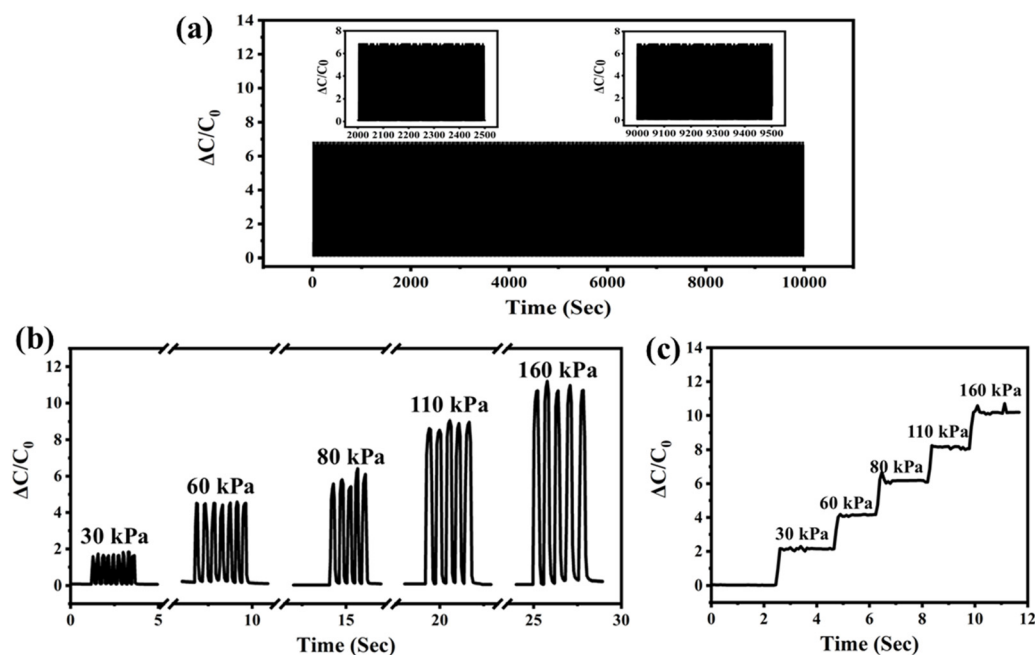 (a)
14
12
10
8
6
4
2
0
ΔC/C0
8
6
4
2
0
ΔC/C0
2000 2100 2200 2300 2400 2500
8
6
4
2
0
ΔC/C0
9000 9100 9200 9300 9400 9500
0 2000 4000 6000 8000 10000
Time (Sec)
(b)
12
10
8
6
4
2
0
ΔC/C0
30 kPa
60 kPa
80 kPa
110 kPa
160 kPa
0 5 10 15 20 25 30
Time (Sec)
(c)
14
12
10
8
6
4
2
0
ΔC/C0
30 kPa
60 kPa
80 kPa
110 kPa
160 kPa
0 2 4 6 8 10 12
Time (Sec)